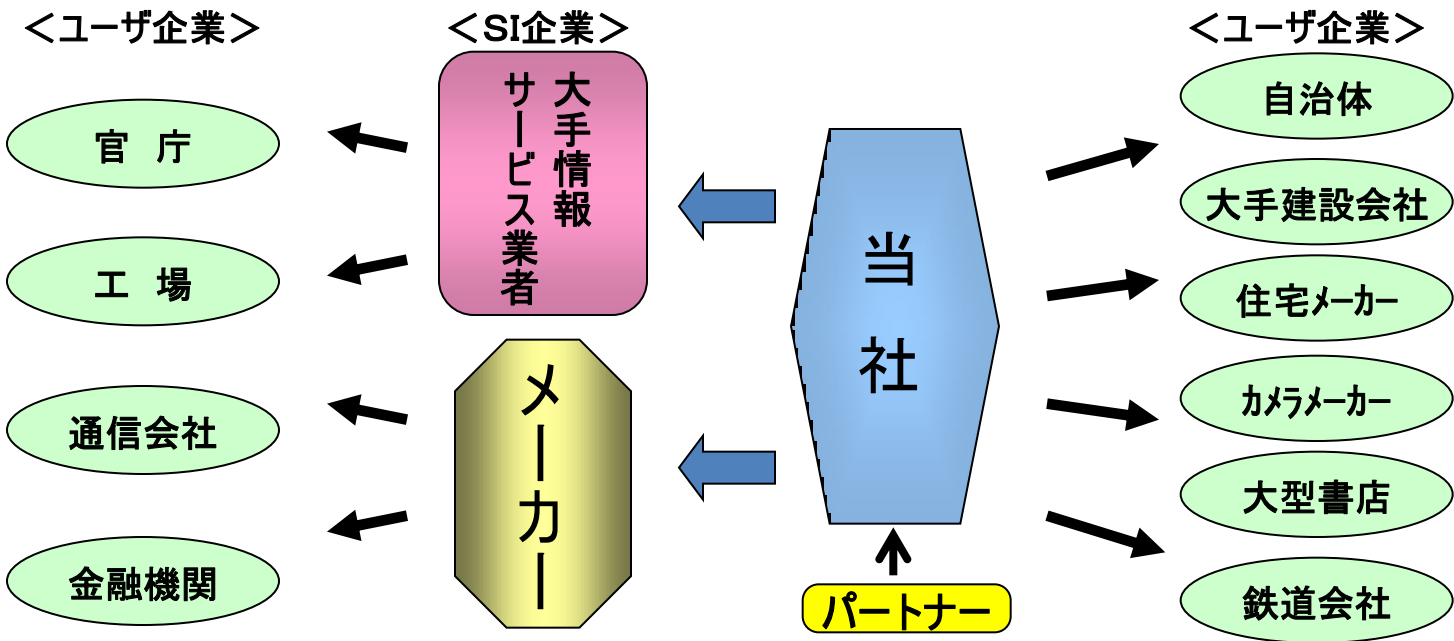 ＜ユーザ企業＞
官　庁
工　場
通信会社
金融機関
＜SI企業＞
大手情報
サービス業者
メーカー
当社
パートナー
＜ユーザ企業＞
自治体
大手建設会社
住宅ﾒｰｶｰ
ｶﾒﾗﾒｰｶｰ
大型書店
鉄道会社